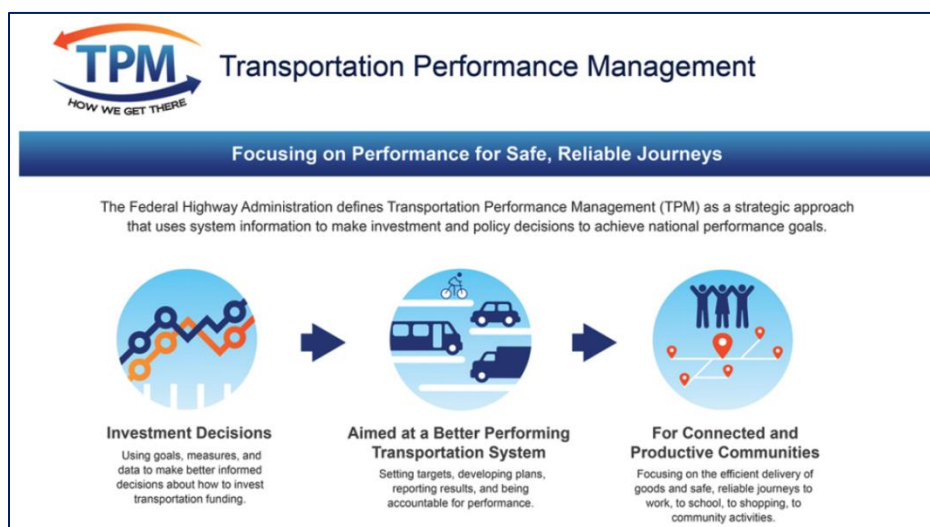 TPM
HOW WE GET THERE
Transportation Performance Management
Focusing on Performance for Safe, Reliable Journeys
The Federal Highway Administration defines Transportation Performance Management (TPM) as a strategic approach
that uses system information to make investment and policy decisions to achieve national performance goals.
Investment Decisions
Using goals, measures, and
data to make better informed
decisions about how to invest
transportation funding.
Aimed at a Better Performing
Transportation System
Setting targets, developing plans,
reporting results, and being
accountable for performance.
For Connected and
Productive Communities
Focusing on the efficient delivery of
goods and safe, reliable journeys to
work, to school, to shopping, to
community activities.